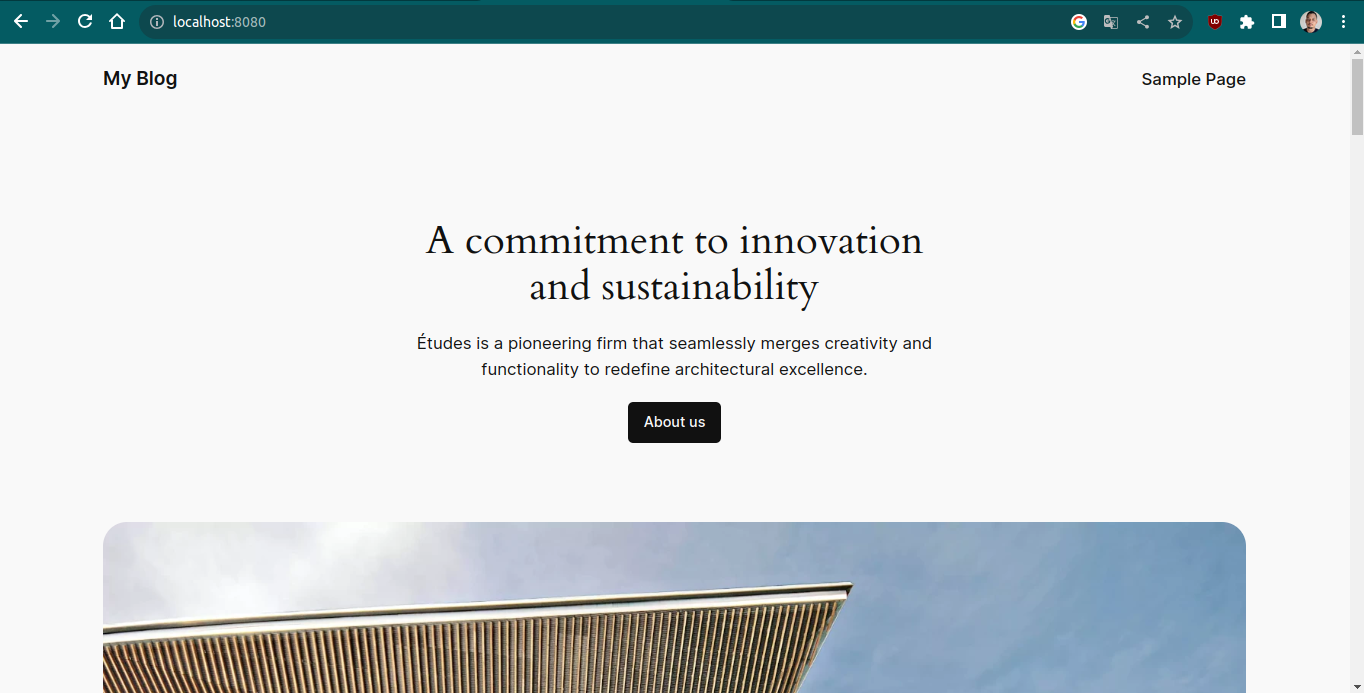 localhost:8080
My Blog
Sample Page
A commitment to innovation
and sustainability
Études is a pioneering firm that seamlessly merges creativity and
functionality to redefine architectural excellence.
About us